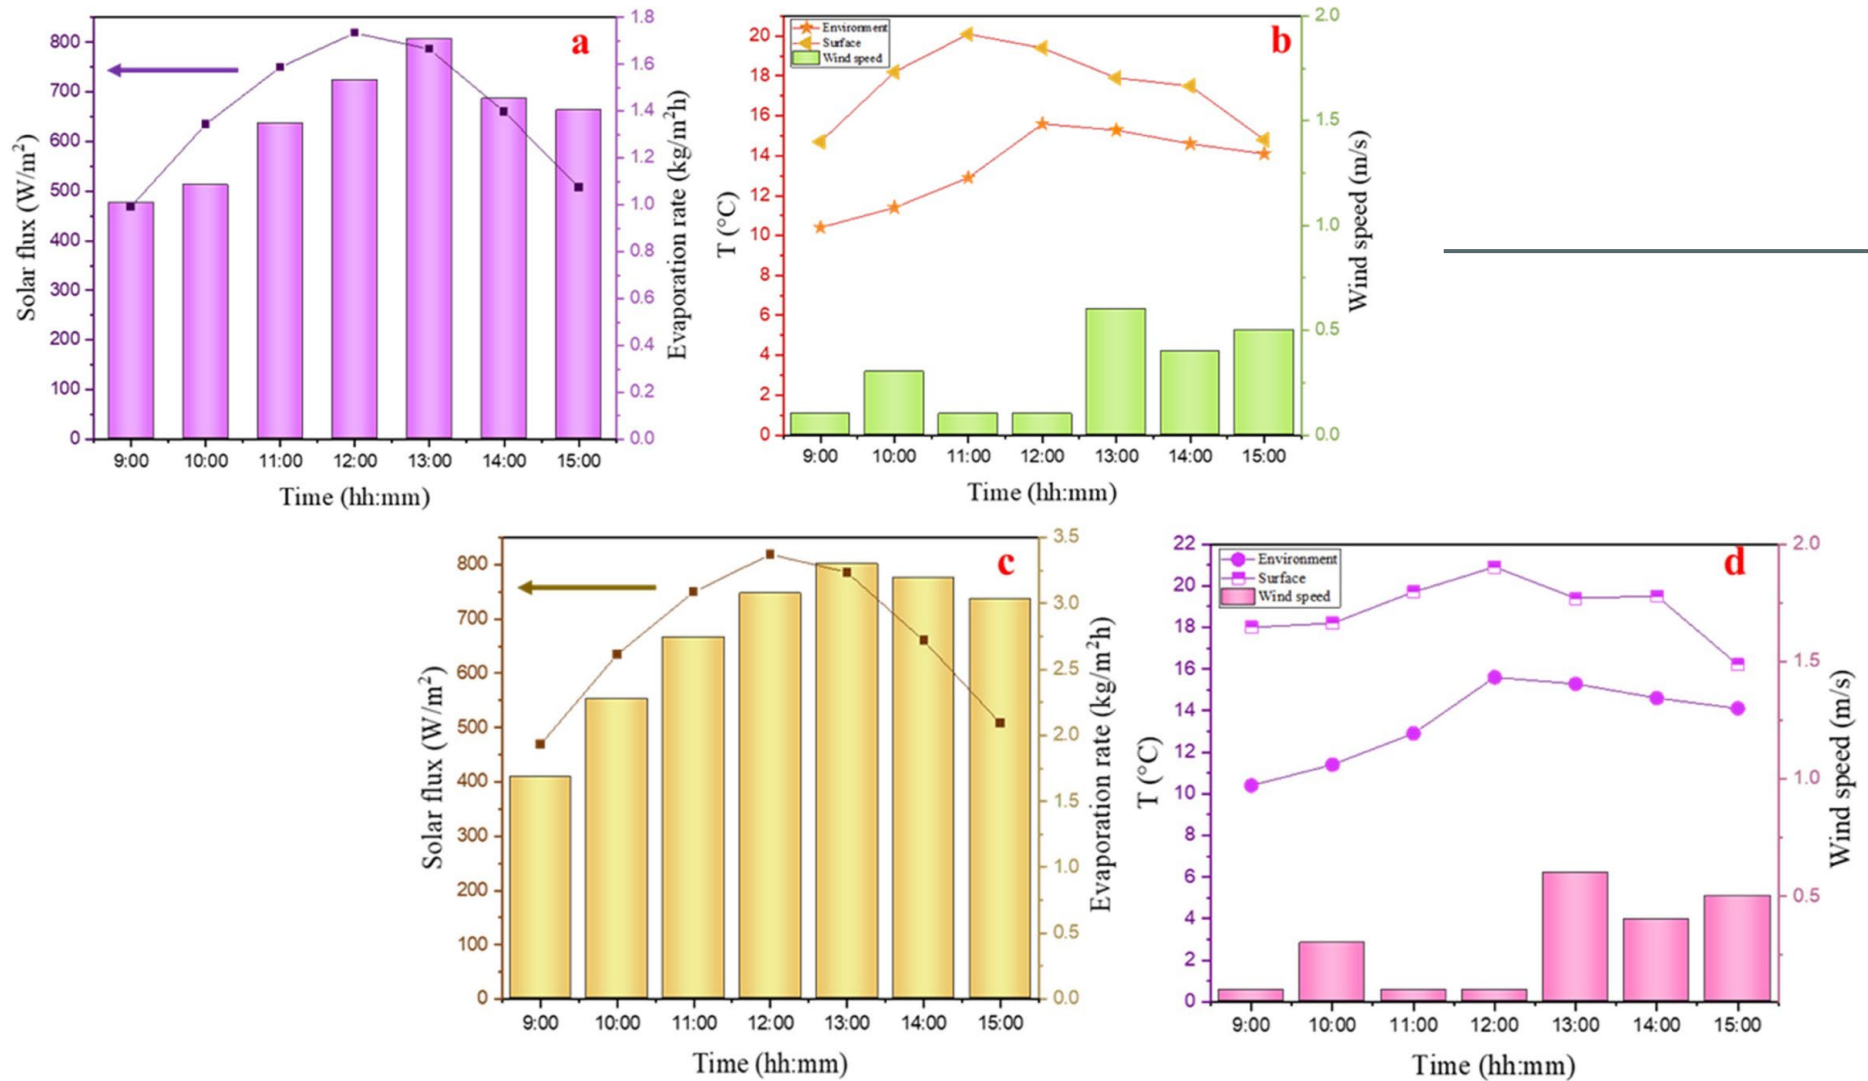 a
Solar flux (W/m²)
800
700
600
500
400
300
200
100
0
1.8
1.6
1.4
1.2
1.0
0.8
0.6
0.4
0.2
0.0
Evaporation rate (kg/m²h)
9:00 10:00 11:00 12:00 13:00 14:00 15:00
Time (hh:mm)
b
Environment
Surface
Wind speed
T (°C)
20
18
16
14
12
10
8
6
4
2
0
2.0
1.5
1.0
0.5
0.0
Wind speed (m/s)
9:00 10:00 11:00 12:00 13:00 14:00 15:00
Time (hh:mm)
c
Solar flux (W/m²)
800
700
600
500
400
300
200
100
0
3.5
3.0
2.5
2.0
1.5
1.0
0.5
0.0
Evaporation rate (kg/m²h)
9:00 10:00 11:00 12:00 13:00 14:00 15:00
Time (hh:mm)
d
Environment
Surface
Wind speed
T (°C)
22
20
18
16
14
12
10
8
6
4
2
0
2.0
1.5
1.0
0.5
Wind speed (m/s)
9:00 10:00 11:00 12:00 13:00 14:00 15:00
Time (hh:mm)